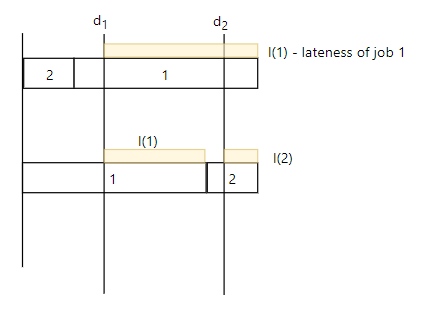 d1 d2
l(1) - lateness of job 1
2 1
l(1)
l(2)
1 2